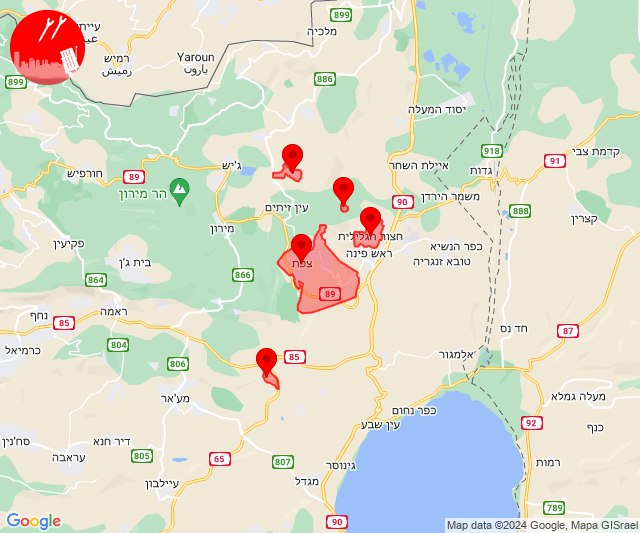 899
מלכיה
עייתא
Yaroun
יארון
רמיש
رميش
899
886
יסוד המעלה
918
קדמת צבי
91
ג'יש
איילת השחר
גדות
חורפיש
89
הר מירון
90
משמר הירדן
888
קצרין
עין זיתים
מירון
חצור הגלילית
כפר הנשיא
פקיעין
ראש פינה
טובא זנגריה
בית ג'ן
צפת
866
864
89
נחף
ראמה
85
חד נס
87
804
כרמיאל
85
אלמגור
806
מעלה גמלא
מע'אר
כפר נחום
92
כנף
סח'נין
דיר חנא
עין שבע
805
עראבה
65
807
גינוסר
רמות
עיילבון
מגדל
789
90
Google
Map data ©2024 Google, Mapa GISrael